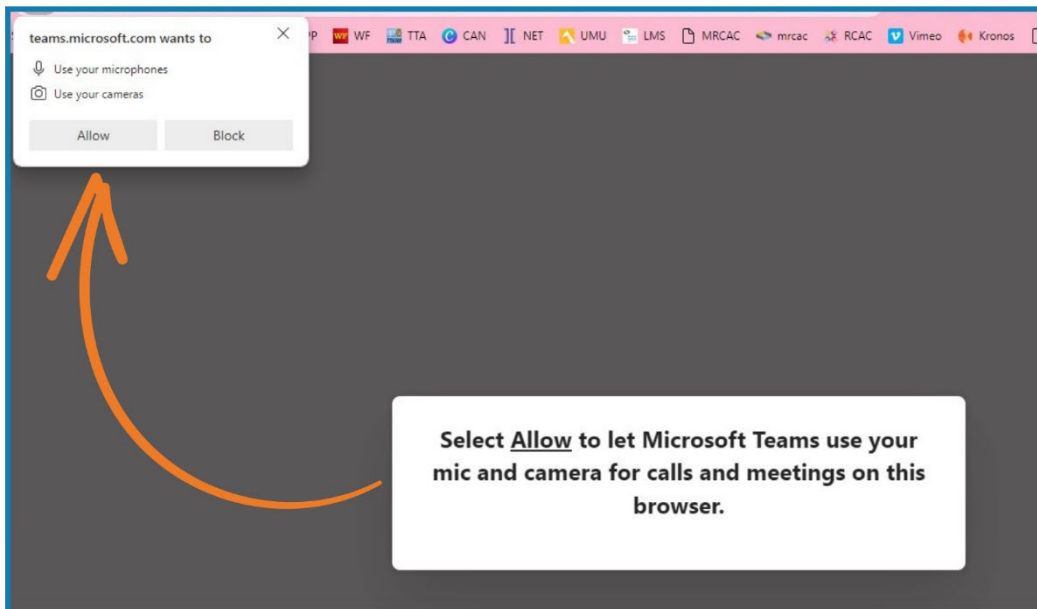 teams.microsoft.com wants to
Use your microphones
Use your cameras
Allow Block
WF WF TTA CAN ][ NET UMU LMS MRCAC mrcac RCAC Vimeo Kronos
Select Allow to let Microsoft Teams use your
mic and camera for calls and meetings on this
browser.